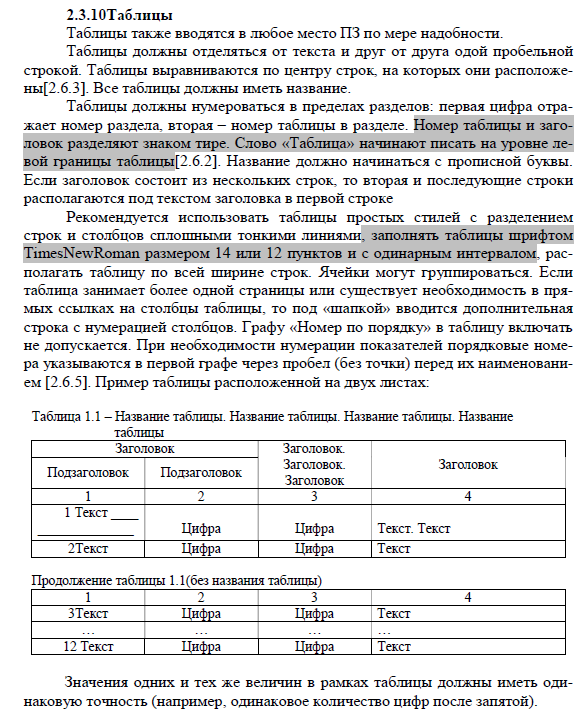 2.3.10Таблицы
Таблицы также вводятся в любое место ПЗ по мере надобности.
Таблицы должны отделяться от текста и друг от друга одой пробельной
строкой. Таблицы выравниваются по центру строк, на которых они расположе-
ны[2.6.3]. Все таблицы должны иметь название.
Таблицы должны нумероваться в пределах разделов: первая цифра отра-
жает номер раздела, вторая – номер таблицы в разделе. Номер таблицы и заго-
ловок разделяют знаком тире. Слово «Таблица» начинают писать на уровне ле-
вой границы таблицы[2.6.2]. Название должно начинаться с прописной буквы.
Если заголовок состоит из нескольких строк, то вторая и последующие строки
располагаются под текстом заголовка в первой строке
Рекомендуется использовать таблицы простых стилей с разделением
строк и столбцов сплошными тонкими линиями, заполнять таблицы шрифтом
TimesNewRoman размером 14 или 12 пунктов и с одинарным интервалом, рас-
полагать таблицу по всей ширине строк. Ячейки могут группироваться. Если
таблица занимает более одной страницы или существует необходимость в пря-
мых ссылках на столбцы таблицы, то под «шапкой» вводится дополнительная
строка с нумерацией столбцов. Графу «Номер по порядку» в таблицу включать
не допускается. При необходимости нумерации показателей порядковые номе-
ра указываются в первой графе через пробел (без точки) перед их наименовани-
ем [2.6.5]. Пример таблицы расположенной на двух листах:
Таблица 1.1 – Название таблицы. Название таблицы. Название таблицы. Название
таблицы
Заголовок Заголовок. Заголовок
Заголовок.
Подзаголовок Подзаголовок Заголовок
1 2 3 4
1 Текст ____
______________ Цифра Цифра Текст. Текст
2Текст Цифра Цифра Текст
Продолжение таблицы 1.1(без названия таблицы)
1 2 3 4
3Текст Цифра Цифра Текст
… … … …
12 Текст Цифра Цифра Текст
Значения одних и тех же величин в рамках таблицы должны иметь оди-
наковую точность (например, одинаковое количество цифр после запятой).